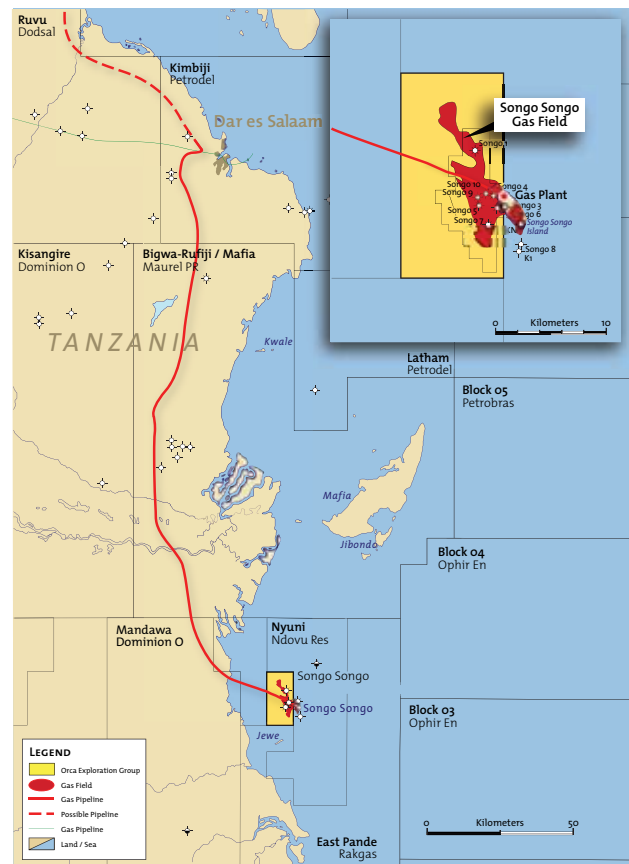 Ruvu
Dodsal
Kimbiji
Petrodel
Dar es Salaam
Songo Songo
Gas Field
Songo 1
Songo 10
Songo 4
Songo 9
Gas Plant
Songo 5
Songo 3
Songo 7
Songo Songo
Island
Songo 8
K1
0 Kilometers 10
Kisangire
Dominion O
Bigwa-Rufiji / Mafia
Maurel PR
TANZANIA
Kwale
Latham
Petrodel
Block 05
Petrobras
Mafia
Jibondo
Block 04
Ophir En
Mandawa
Dominion O
Nyuni
Ndovu Res
Songo Songo
Songo Songo
Block 03
Ophir En
Jewe
LEGEND
Orca Exploration Group
Gas Field
Gas Pipeline
Possible Pipeline
Gas Pipeline
Land / Sea
0 Kilometers 50
East Pande
Rakgas